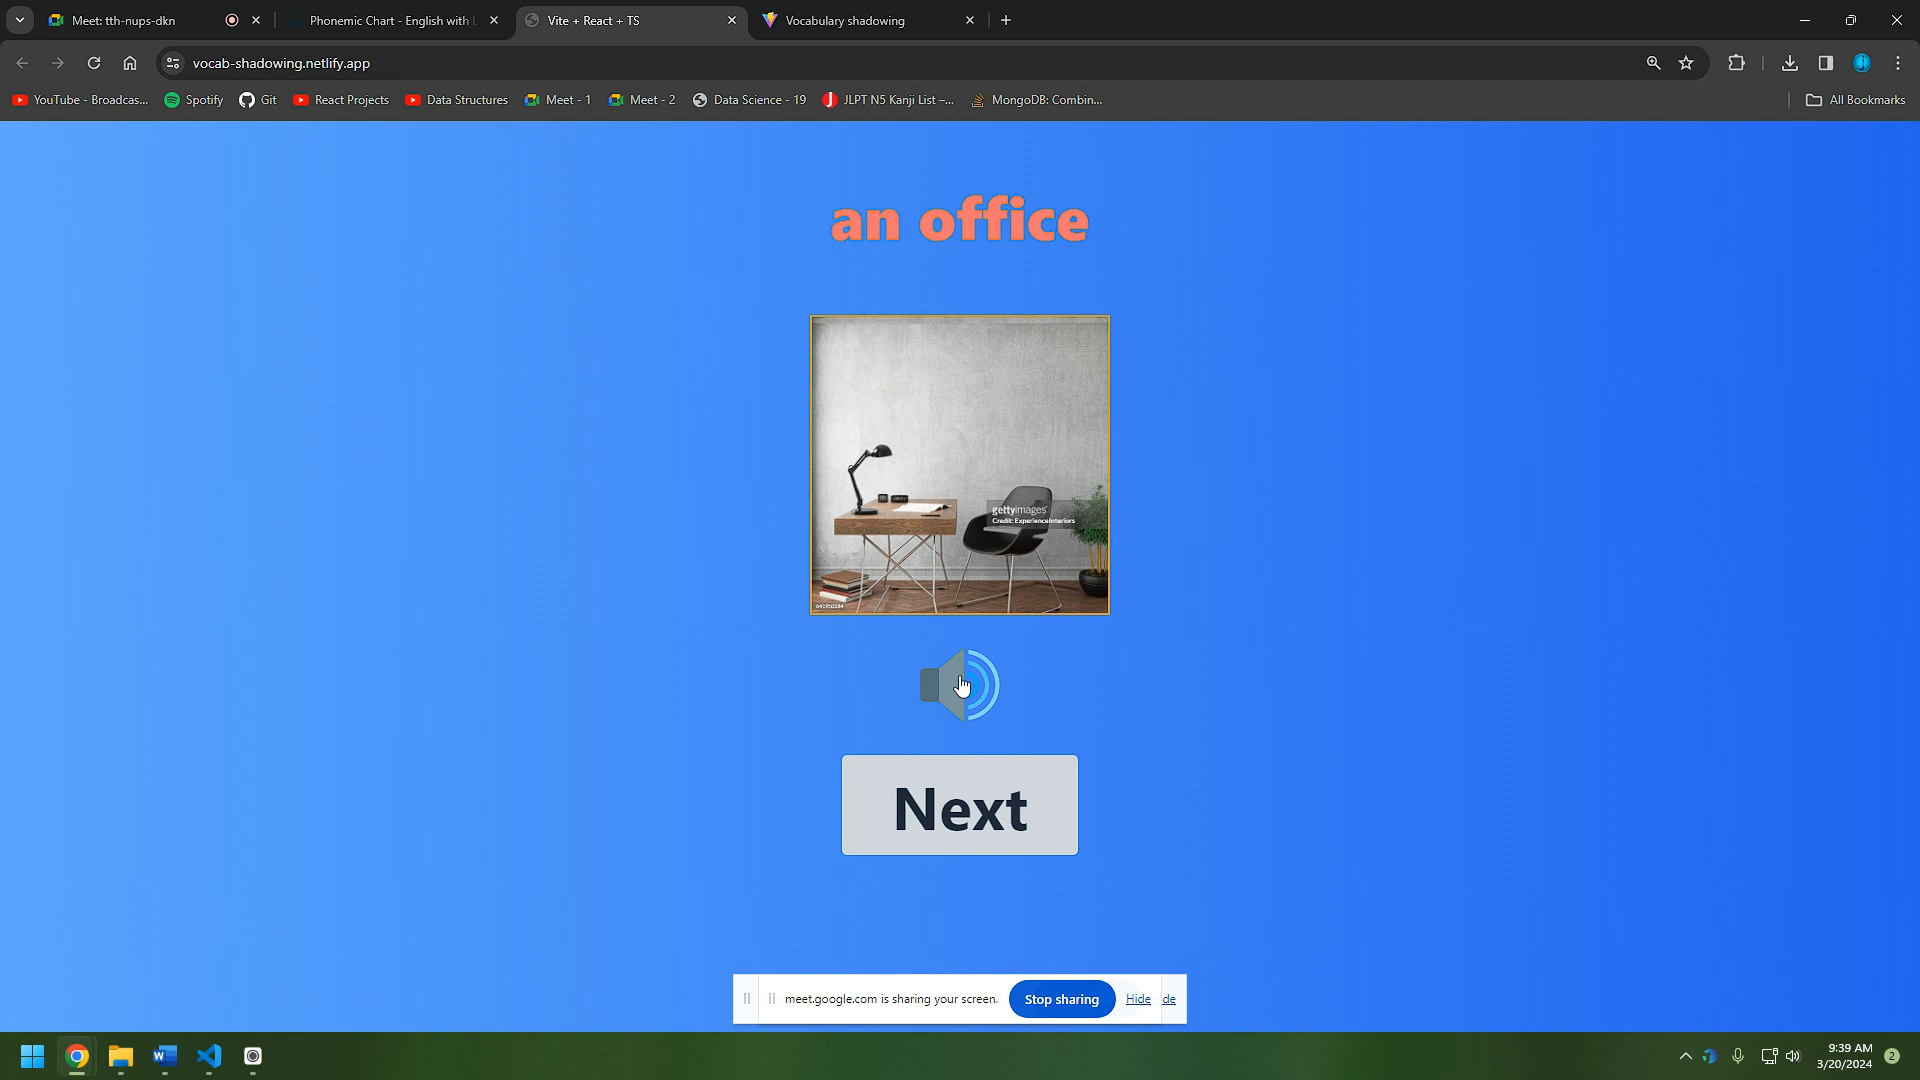 Meet: tth-nups-dkn
Phonemic Chart - English with
Vite + React + TS
Vocabulary shadowing
vocab-shadowing.netlify.app
YouTube - Broadcas...
Spotify
Git
React Projects
Data Structures
Meet - 1
Meet - 2
Data Science - 19
JLPT N5 Kanji List –...
MongoDB: Combin...
All Bookmarks
an office
gettyimages
Credit: ExperienceInteriors
641950184
Next
meet.google.com is sharing your screen.
Stop sharing
Hide
de
9:39 AM
3/20/2024
2